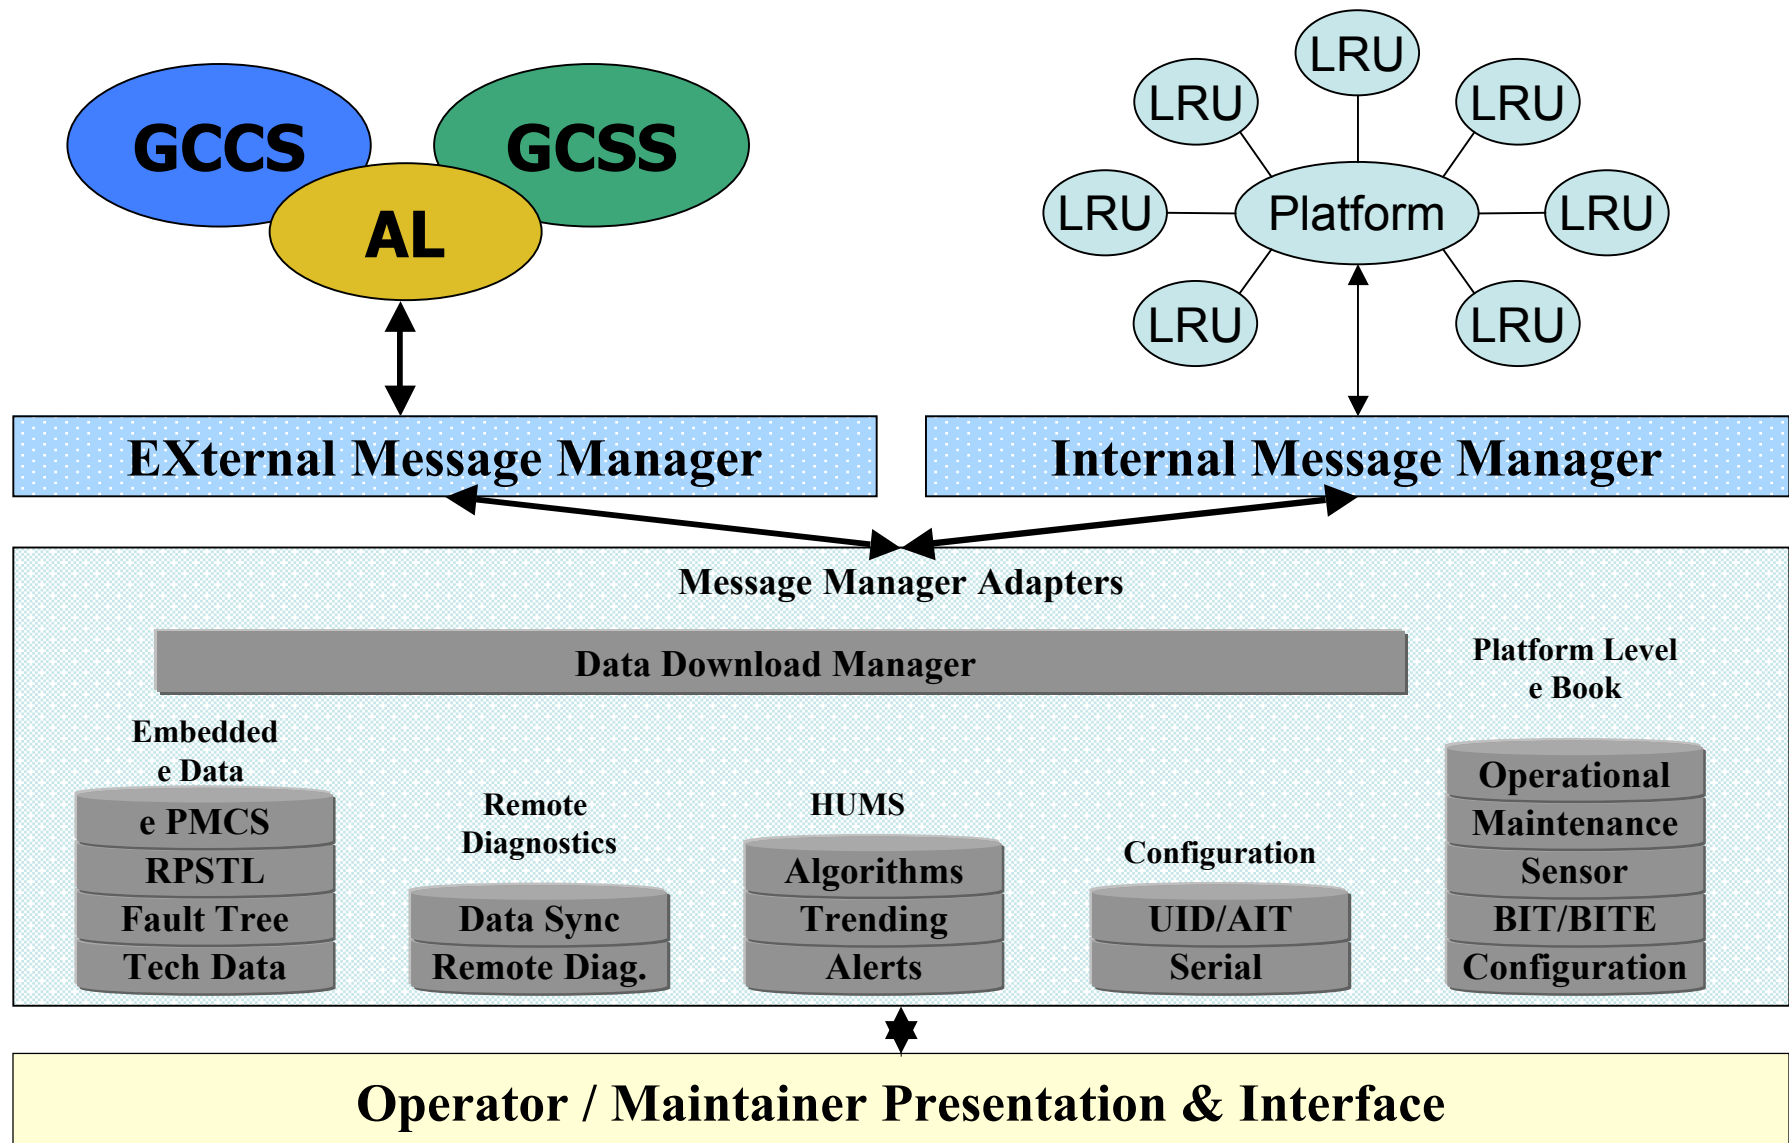 GCCS
GCSS
AL
LRU
LRU
LRU
LRU
Platform
LRU
LRU
LRU
EXternal Message Manager
Internal Message Manager
Message Manager Adapters
Data Download Manager
Platform Level
e Book
Embedded
e Data
Remote
Diagnostics
HUMS
Configuration
e PMCS
RPSTL
Fault Tree
Tech Data
Data Sync
Remote Diag.
Algorithms
Trending
Alerts
UID/AIT
Serial
Operational
Maintenance
Sensor
BIT/BITE
Configuration
Operator / Maintainer Presentation & Interface